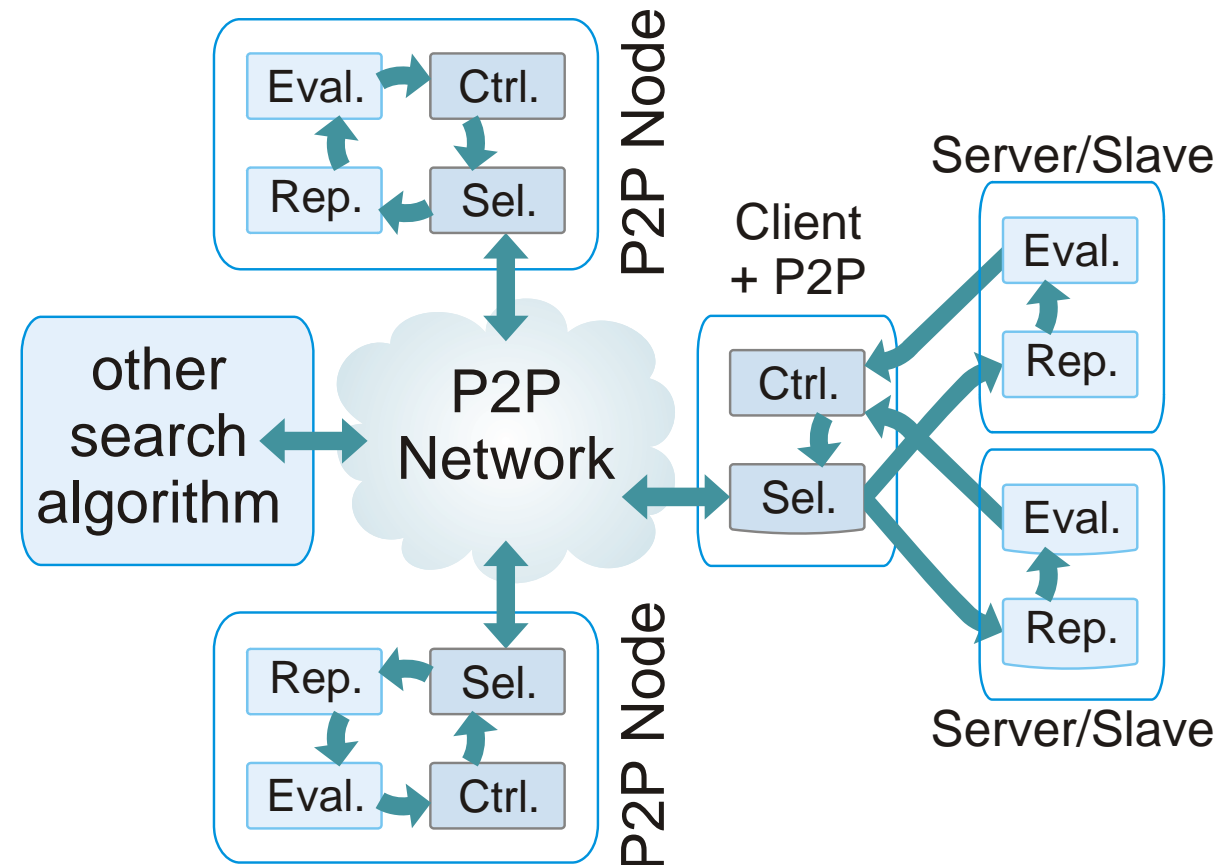 Eval.
Ctrl.
Rep.
Sel.
P2P Node
other
search
algorithm
P2P
Network
Client
+ P2P
Ctrl.
Sel.
Server/Slave
Eval.
Rep.
Eval.
Rep.
Server/Slave
Rep.
Sel.
Eval.
Ctrl.
P2P Node